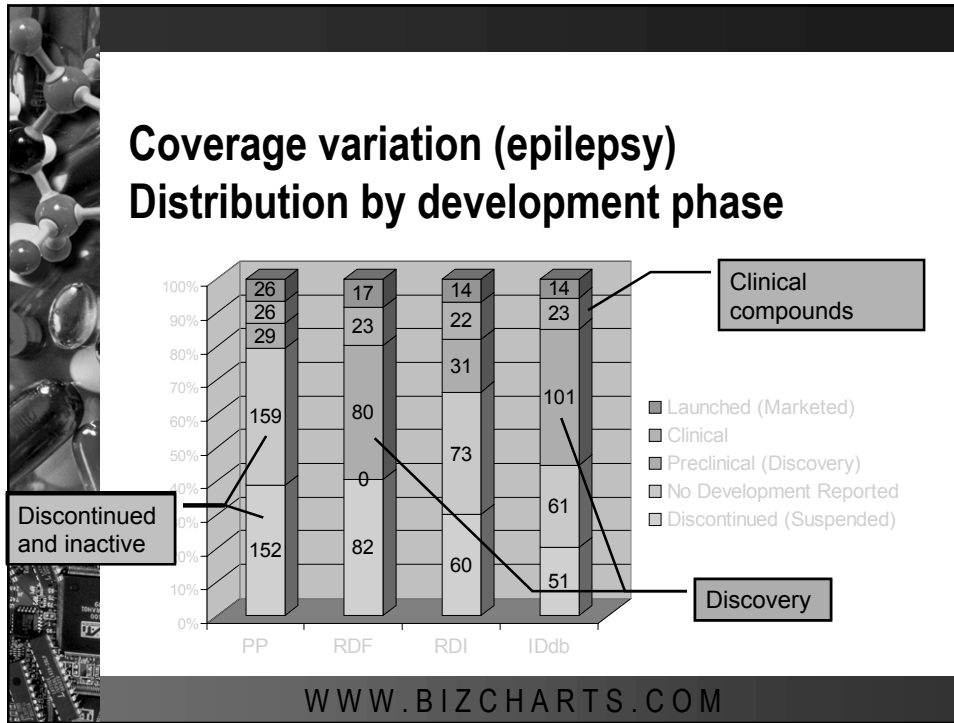 Coverage variation (epilepsy)
Distribution by development phase
Clinical
compounds
100%
90%
80%
70%
60%
50%
40%
30%
20%
10%
0%
26
26
29
159
152
17
23
80
0
82
14
22
31
73
60
14
23
101
61
51
PP
RDF
RDI
IDdb
Launched (Marketed)
Clinical
Preclinical (Discovery)
No Development Reported
Discontinued (Suspended)
Discontinued
and inactive
Discovery
WWW.BIZCHARTS.COM